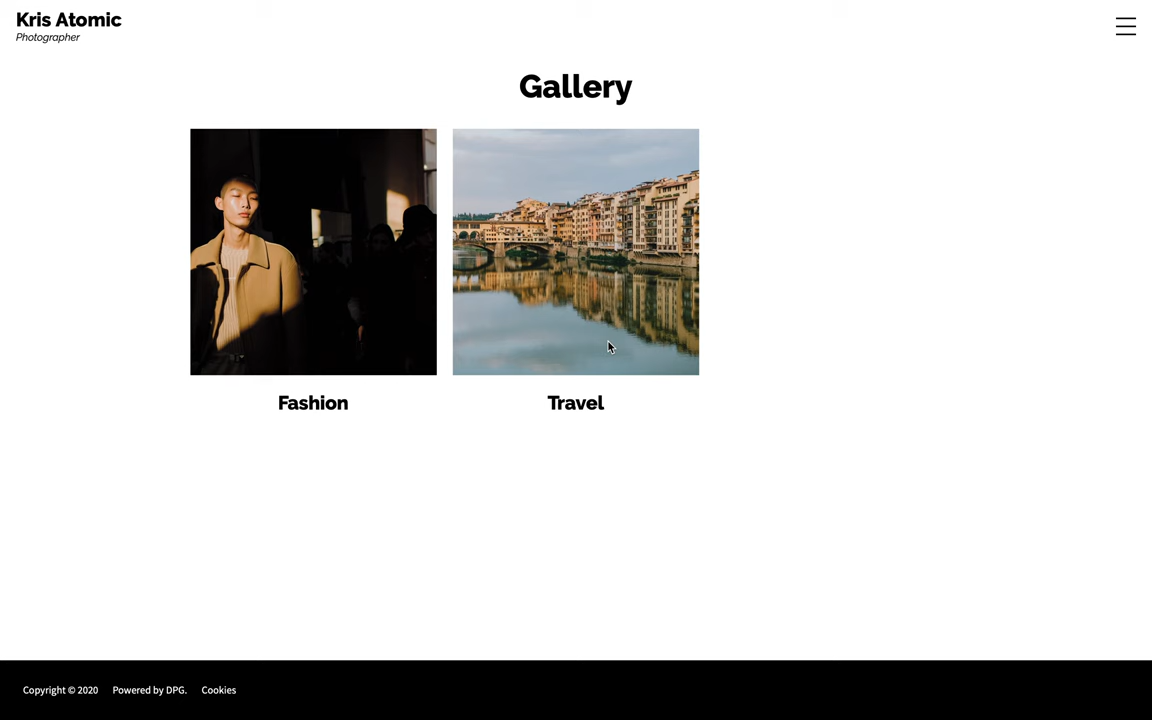 Kris Atomic
Photographer
Gallery
Fashion
Travel
Copyright © 2020 Powered by DPG. Cookies